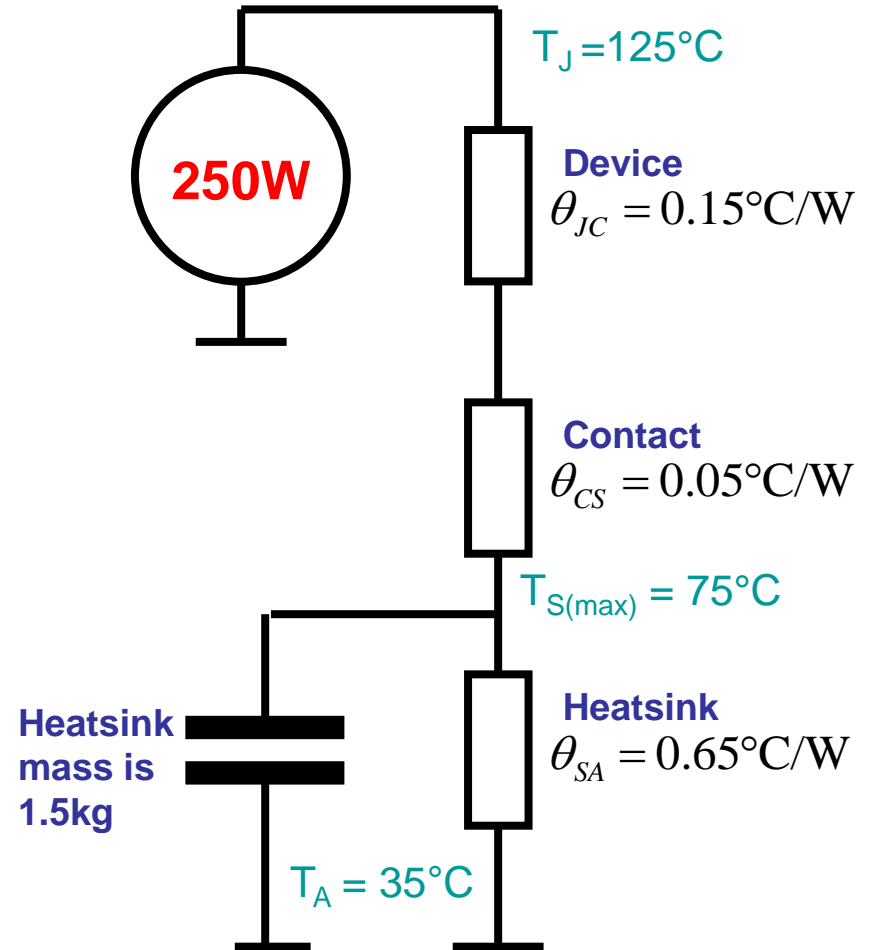 T_J =125°C
250W
Device
θ_JC = 0.15°C/W
Contact
θ_CS = 0.05°C/W
T_S(max) = 75°C
Heatsink
mass is
1.5kg
Heatsink
θ_SA = 0.65°C/W
T_A = 35°C